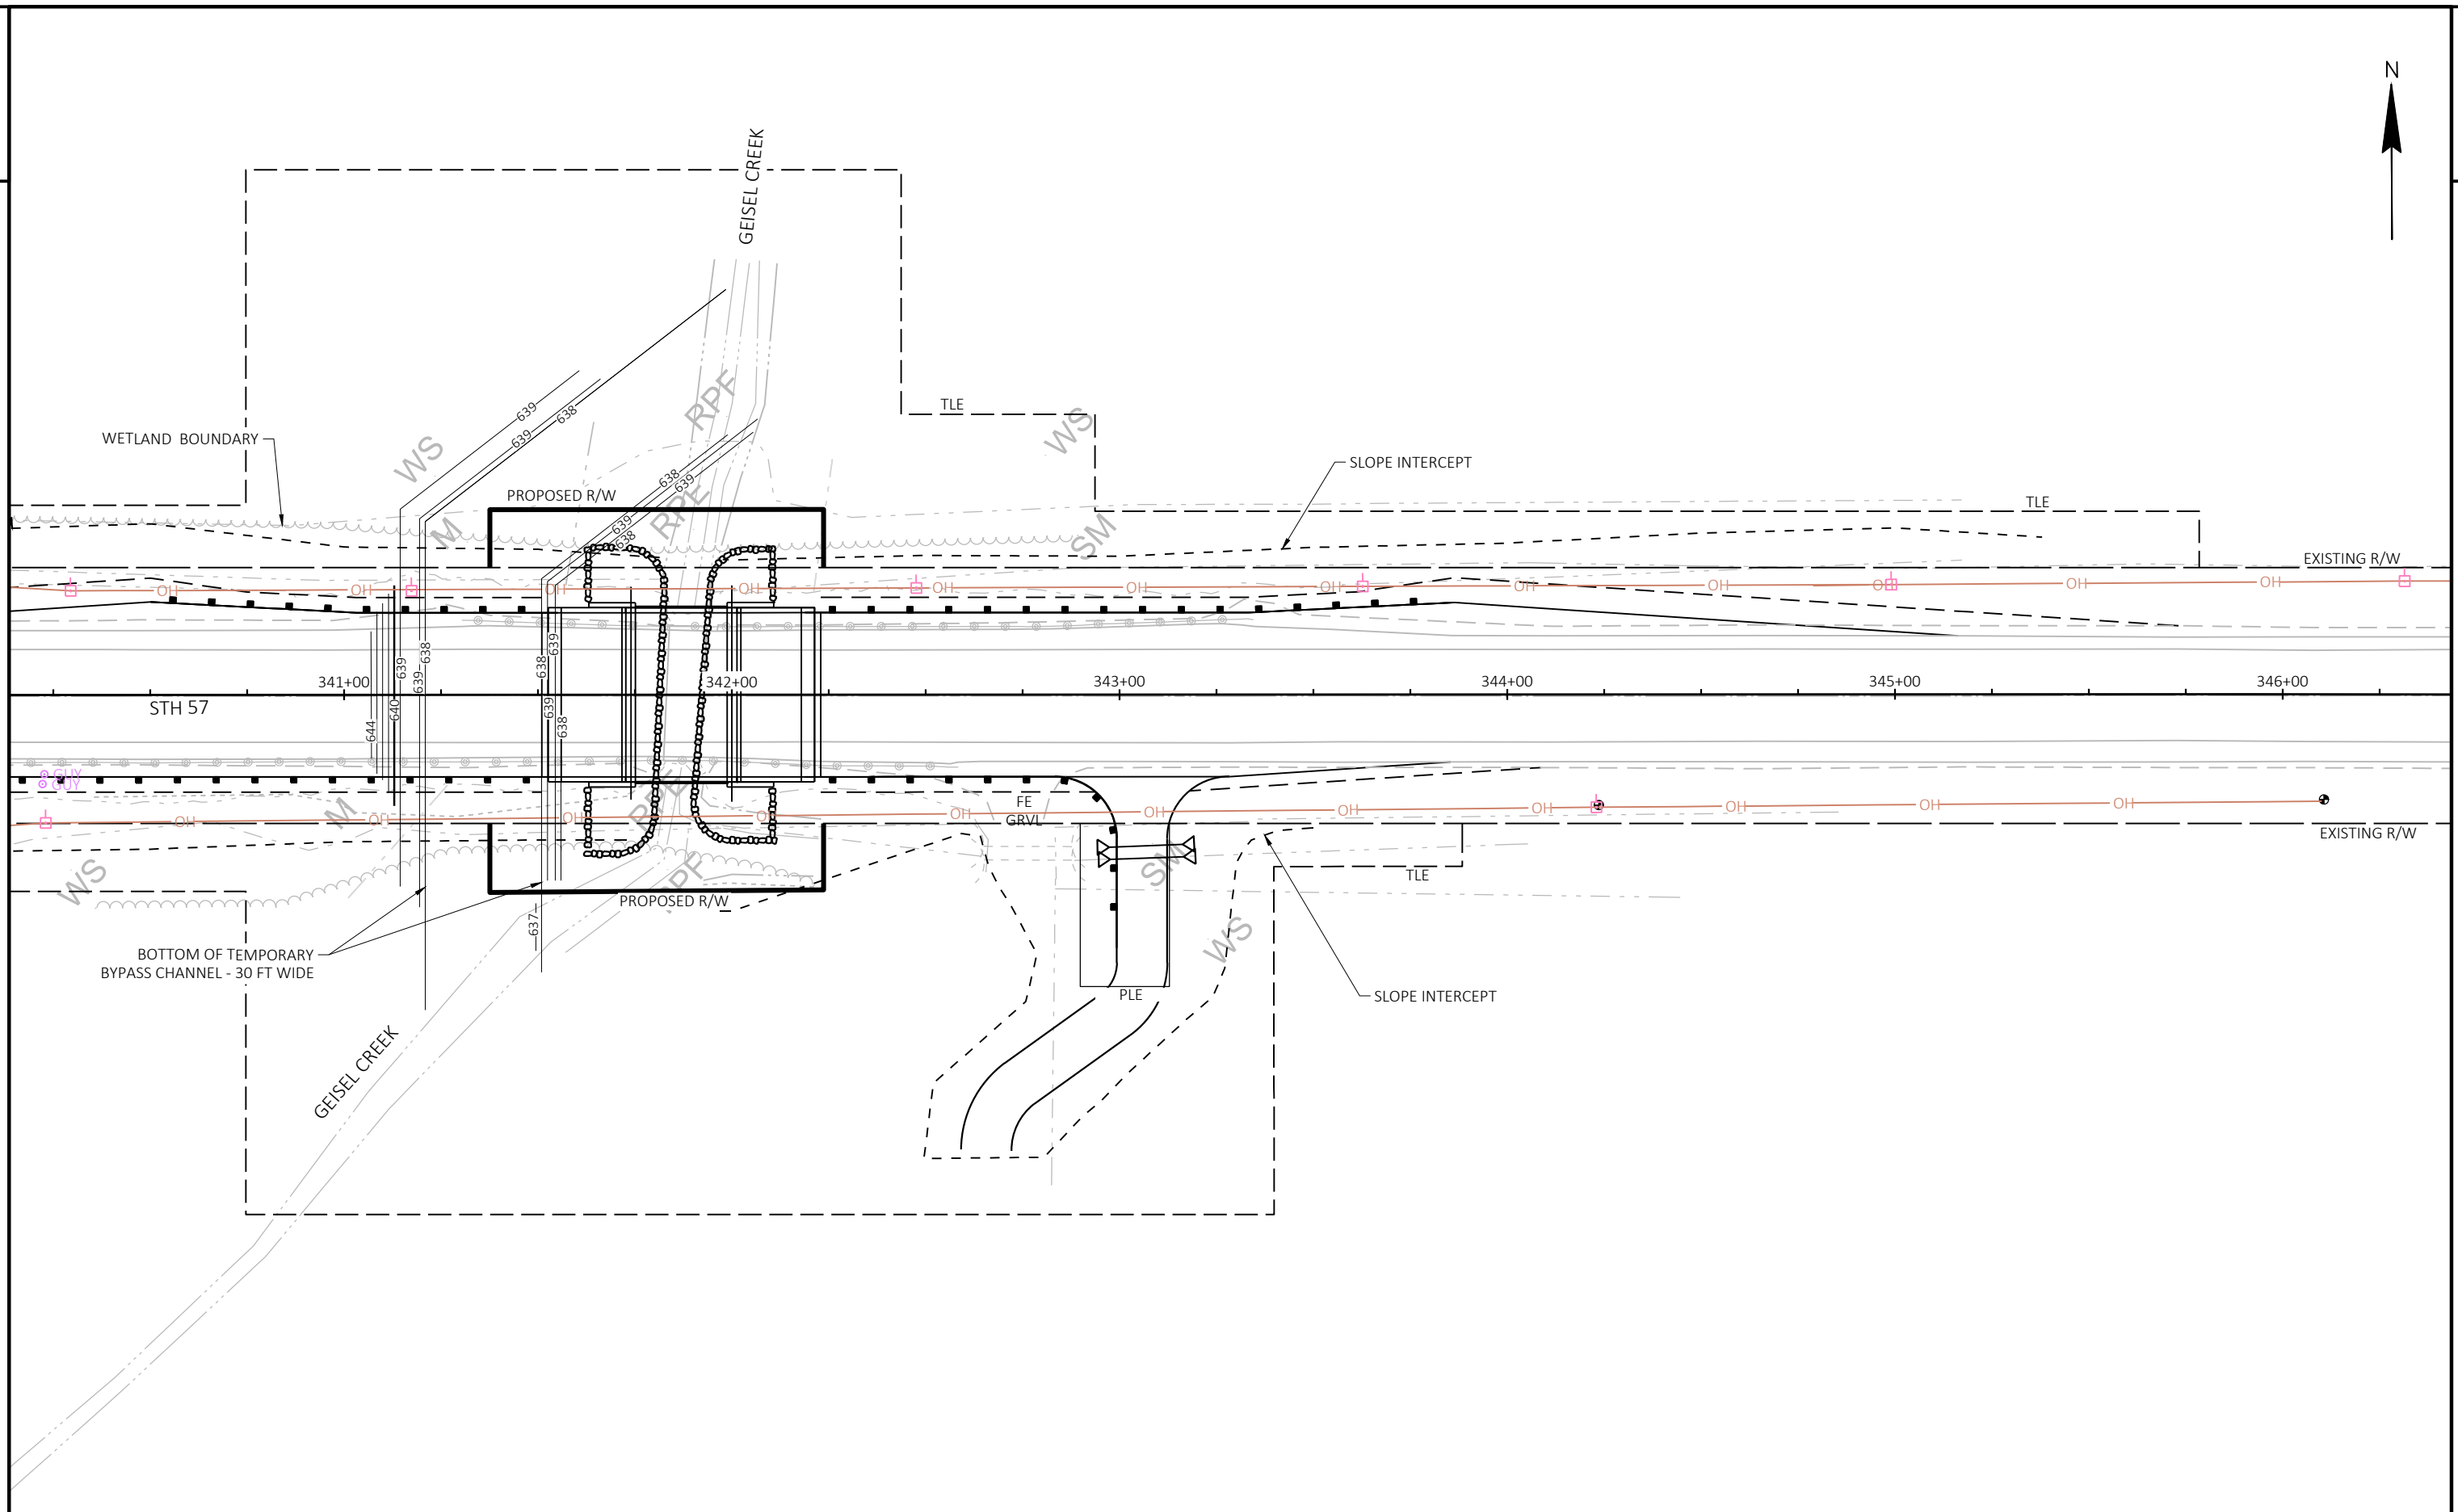 N
GEISEL CREEK
RPF
TLE
639
638
639
WETLAND BOUNDARY
WS
WS
SLOPE INTERCEPT
638
639
PROPOSED R/W
RPE
TLE
639
638
M
SM
EXISTING R/W
OH
OH
OH
OH
OH
OH
OH
OH
OH
OH
OH
OH
639
638
639
638
639
341+00
342+00
343+00
344+00
345+00
346+00
STH 57
640
644
639
638
GUY
GUY
RPE
FE
GRVL
M
OH
OH
OH
OH
OH
OH
OH
OH
OH
OH
OH
EXISTING R/W
WS
RPF
SM
TLE
PROPOSED R/W
637
WS
BOTTOM OF TEMPORARY
BYPASS CHANNEL - 30 FT WIDE
PLE
SLOPE INTERCEPT
GEISEL CREEK